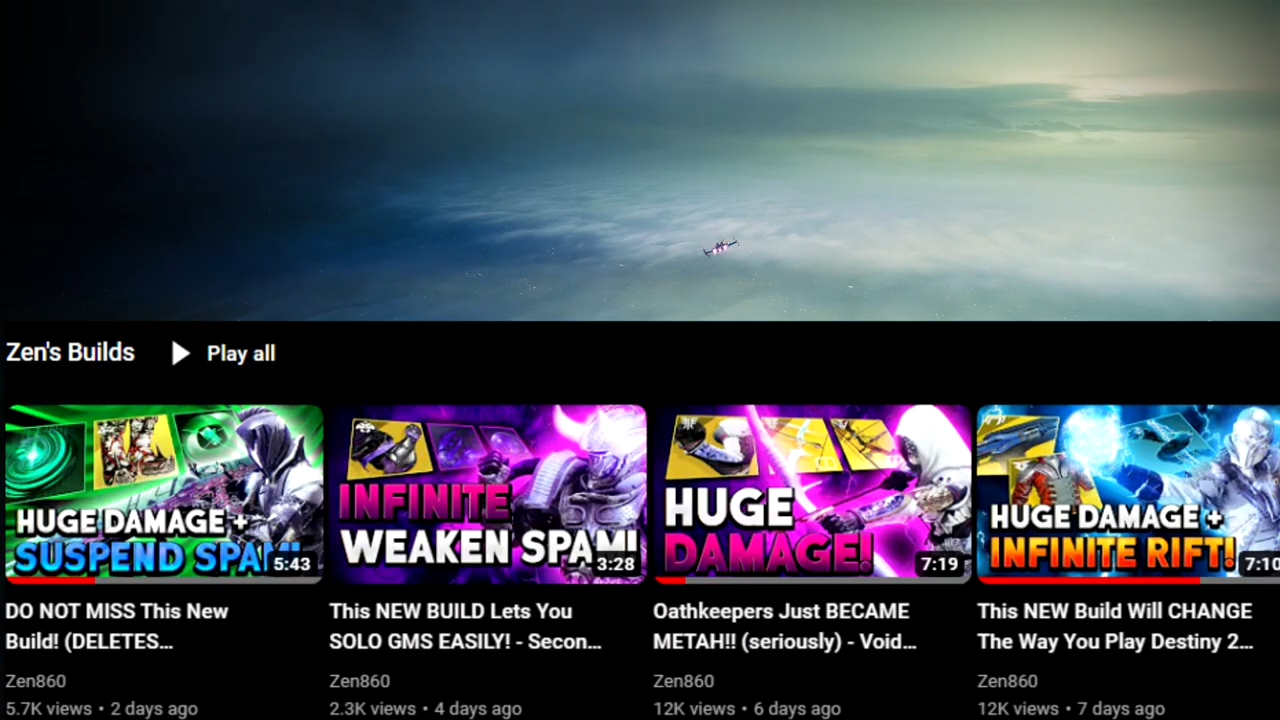 Zen's Builds
Play all
HUGE DAMAGE +
SUSPEND SPAM!
5:43
INFINITE
WEAKEN SPAM!
3:28
HUGE
DAMAGE!
7:19
HUGE DAMAGE +
INFINITE RIFT!
7:10
DO NOT MISS This New
Build! (DELETES...
Zen860
5.7K views • 2 days ago
This NEW BUILD Lets You
SOLO GMS EASILY! - Secon...
Zen860
2.3K views • 4 days ago
Oathkeepers Just BECAME
METAH!! (seriously) - Void...
Zen860
12K views • 6 days ago
This NEW Build Will CHANGE
The Way You Play Destiny 2...
Zen860
12K views • 7 days ago